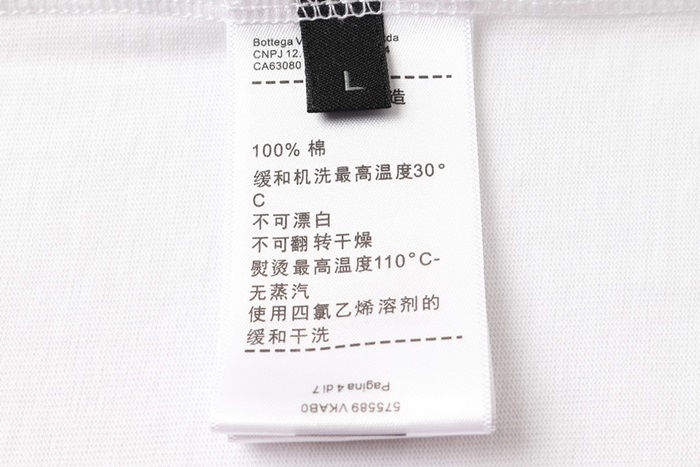 Bottega V
da
CNPJ 12.
4
CA63080
L
造
100% 棉
缓和机洗最高温度30°
C
不可漂白
不可翻转干燥
熨烫最高温度110°C-
无蒸汽
使用四氯乙烯溶剂的
缓和干洗
Pagina 4 di 7
575589 VKAB0